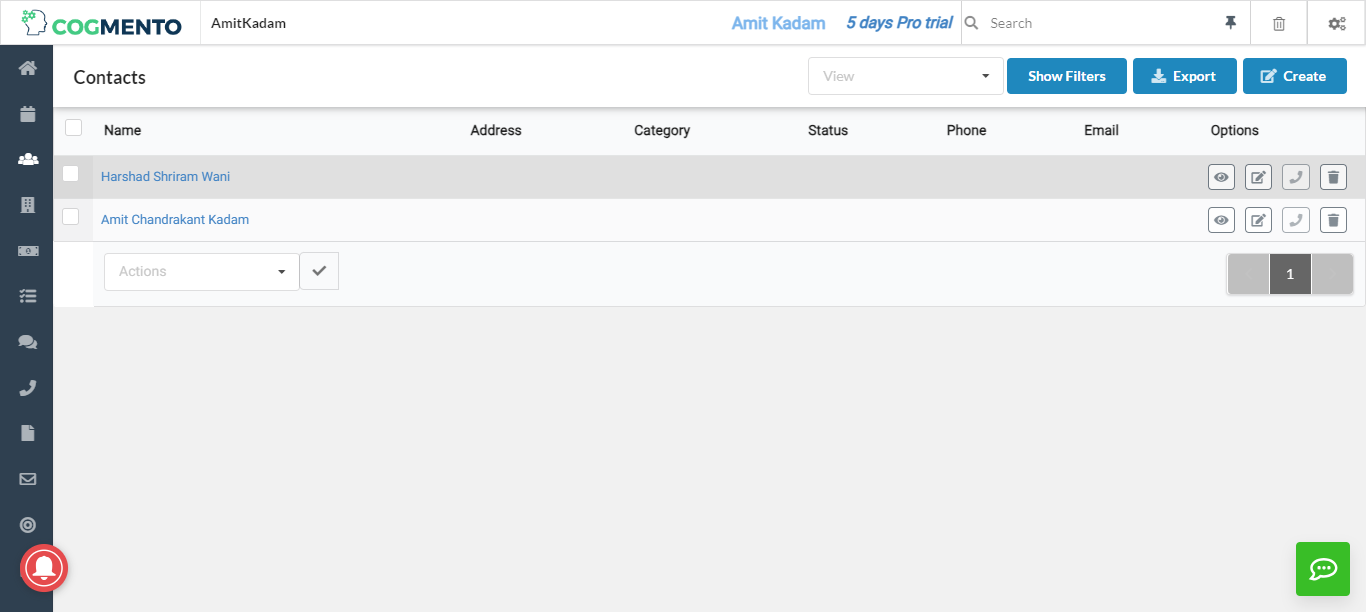 COGMENTO AmitKadam Amit Kadam 5 days Pro trial Search
Contacts View Show Filters Export Create
Name Address Category Status Phone Email Options
Harshad Shriram Wani
Amit Chandrakant Kadam
Actions 1